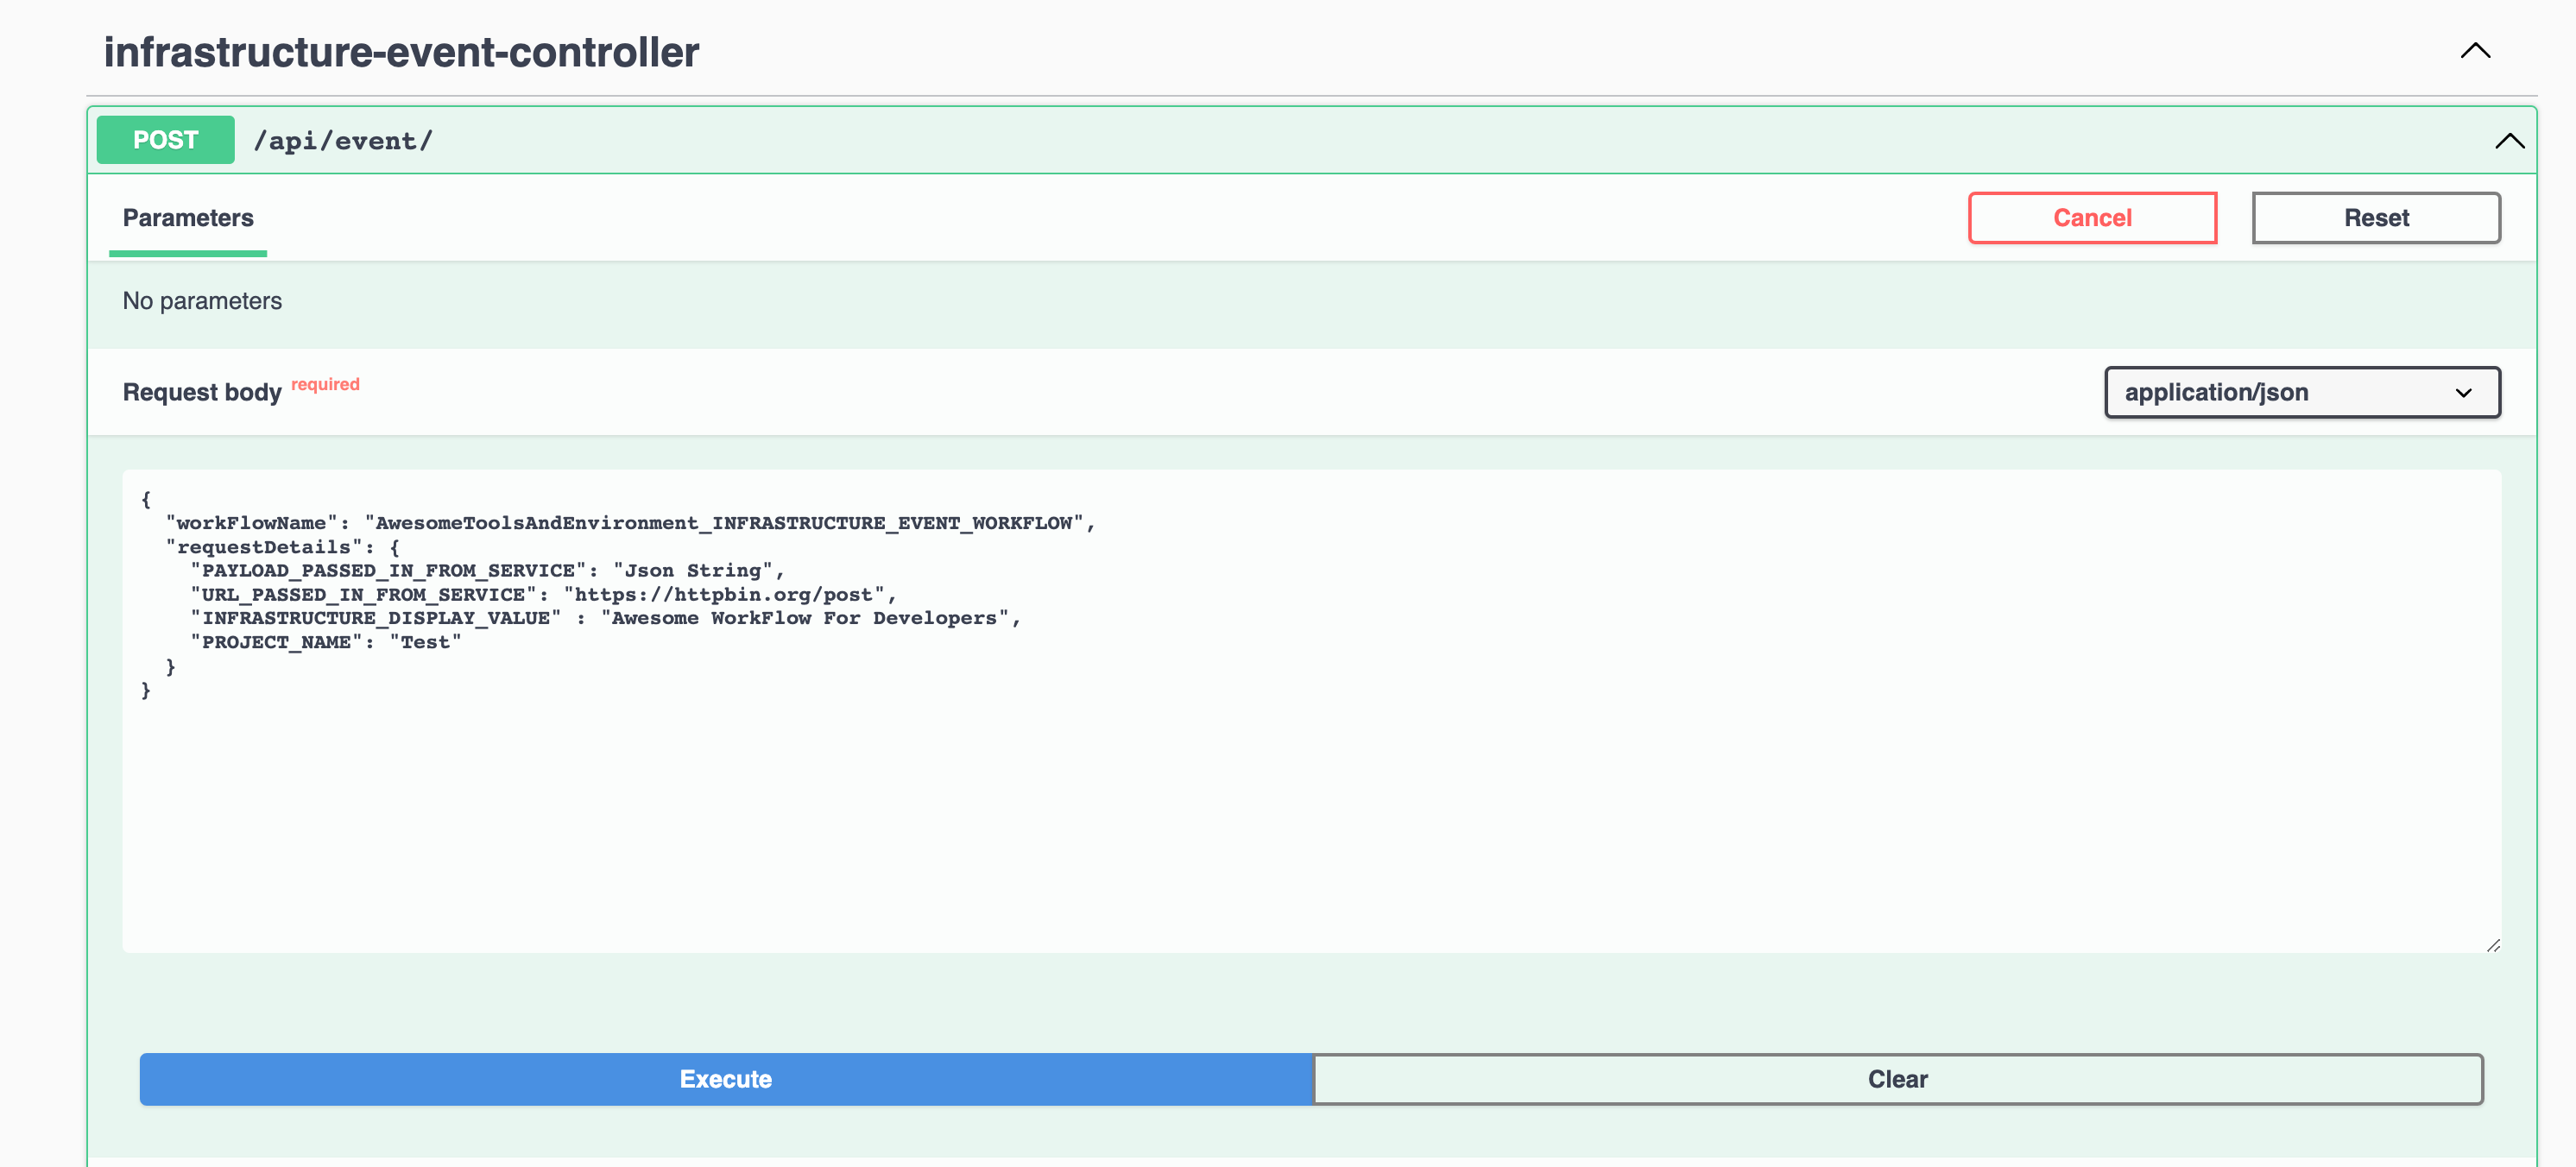 infrastructure-event-controller
POST /api/event/
Parameters Cancel Reset
No parameters
Request body required application/json
{
  "workFlowName": "AwesomeToolsAndEnvironment_INFRASTRUCTURE_EVENT_WORKFLOW",
  "requestDetails": {
    "PAYLOAD_PASSED_IN_FROM_SERVICE": "Json String",
    "URL_PASSED_IN_FROM_SERVICE": "https://httpbin.org/post",
    "INFRASTRUCTURE_DISPLAY_VALUE" : "Awesome WorkFlow For Developers",
    "PROJECT_NAME": "Test"
  }
}
Execute Clear